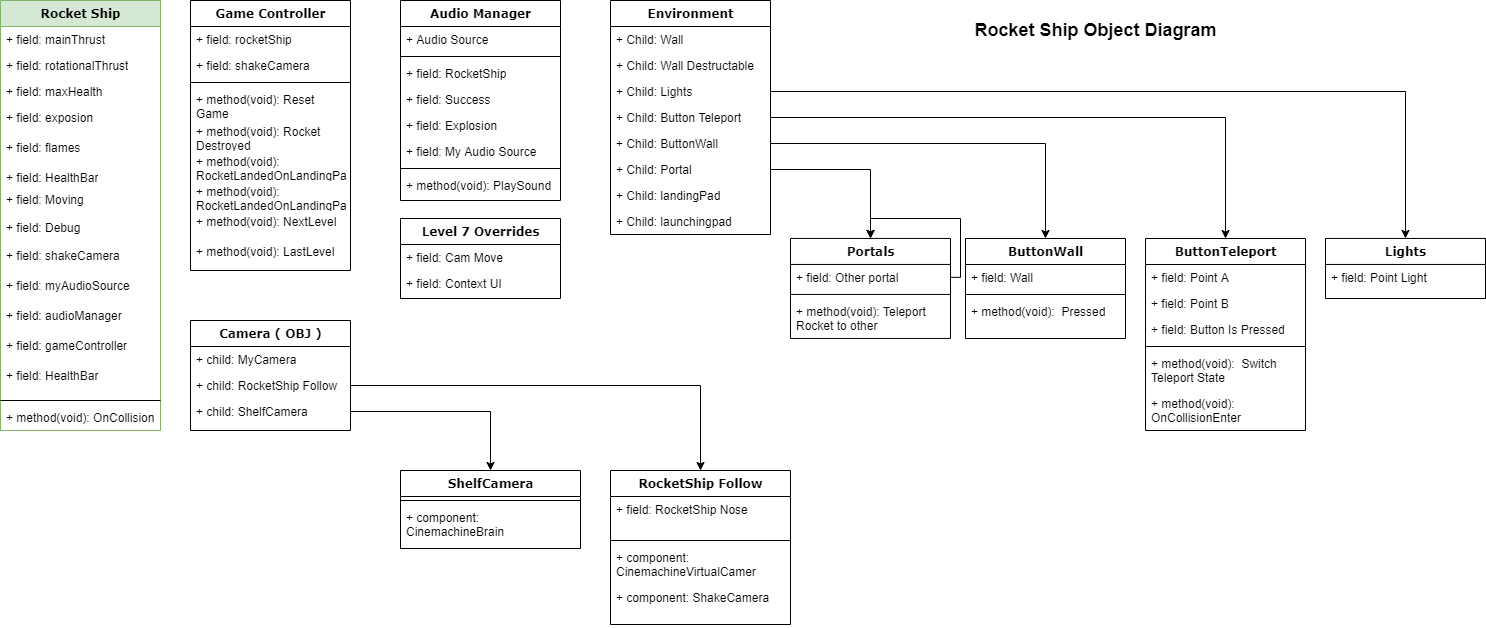 Rocket Ship Object Diagram
Rocket Ship
+ field: mainThrust
+ field: rotationalThrust
+ field: maxHealth
+ field: exposion
+ field: flames
+ field: HealthBar
+ field: Moving
+ field: Debug
+ field: shakeCamera
+ field: myAudioSource
+ field: audioManager
+ field: gameController
+ field: HealthBar
+ method(void): OnCollision
Game Controller
+ field: rocketShip
+ field: shakeCamera
+ method(void): Reset
Game
+ method(void): Rocket
Destroyed
+ method(void):
RocketLandedOnLandingPa
+ method(void):
RocketLandedOnLandingPa
+ method(void): NextLevel
+ method(void): LastLevel
Audio Manager
+ Audio Source
+ field: RocketShip
+ field: Success
+ field: Explosion
+ field: My Audio Source
+ method(void): PlaySound
Level 7 Overrides
+ field: Cam Move
+ field: Context UI
Environment
+ Child: Wall
+ Child: Wall Destructable
+ Child: Lights
+ Child: Button Teleport
+ Child: ButtonWall
+ Child: Portal
+ Child: landingPad
+ Child: launchingpad
Portals
+ field: Other portal
+ method(void): Teleport
Rocket to other
ButtonWall
+ field: Wall
+ method(void):  Pressed
ButtonTeleport
+ field: Point A
+ field: Point B
+ field: Button Is Pressed
+ method(void):  Switch
Teleport State
+ method(void):
OnCollisionEnter
Lights
+ field: Point Light
Camera ( OBJ )
+ child: MyCamera
+ child: RocketShip Follow
+ child: ShelfCamera
ShelfCamera
+ component:
CinemachineBrain
RocketShip Follow
+ field: RocketShip Nose
+ component:
CinemachineVirtualCamer
+ component: ShakeCamera